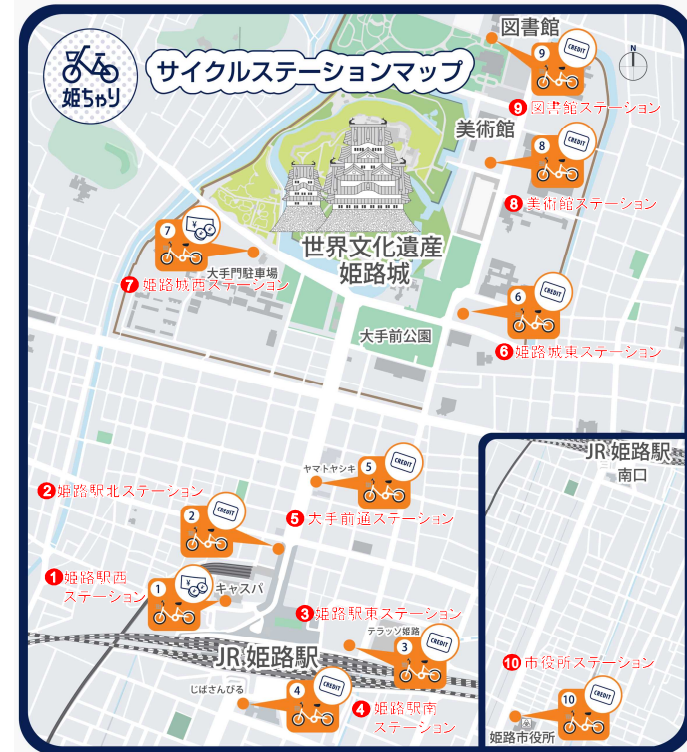 姫ちゃり
サイクルステーションマップ
N
図書館
9
CREDIT
❾図書館ステーション
美術館
8
CREDIT
❽美術館ステーション
7
¥
大手門駐車場
❼姫路城西ステーション
世界文化遺産
姫路城
6
CREDIT
❻姫路城東ステーション
大手前公園
ヤマトヤシキ
5
CREDIT
❺大手前通ステーション
❷姫路駅北ステーション
2
CREDIT
❶姫路駅西
ステーション
1
¥
キャスパ
❸姫路駅東ステーション
テラッソ姫路
3
CREDIT
JR 姫路駅
じばさんびる
4
CREDIT
❹姫路駅南
ステーション
JR 姫路駅
南口
❿市役所ステーション
10
CREDIT
姫路市役所